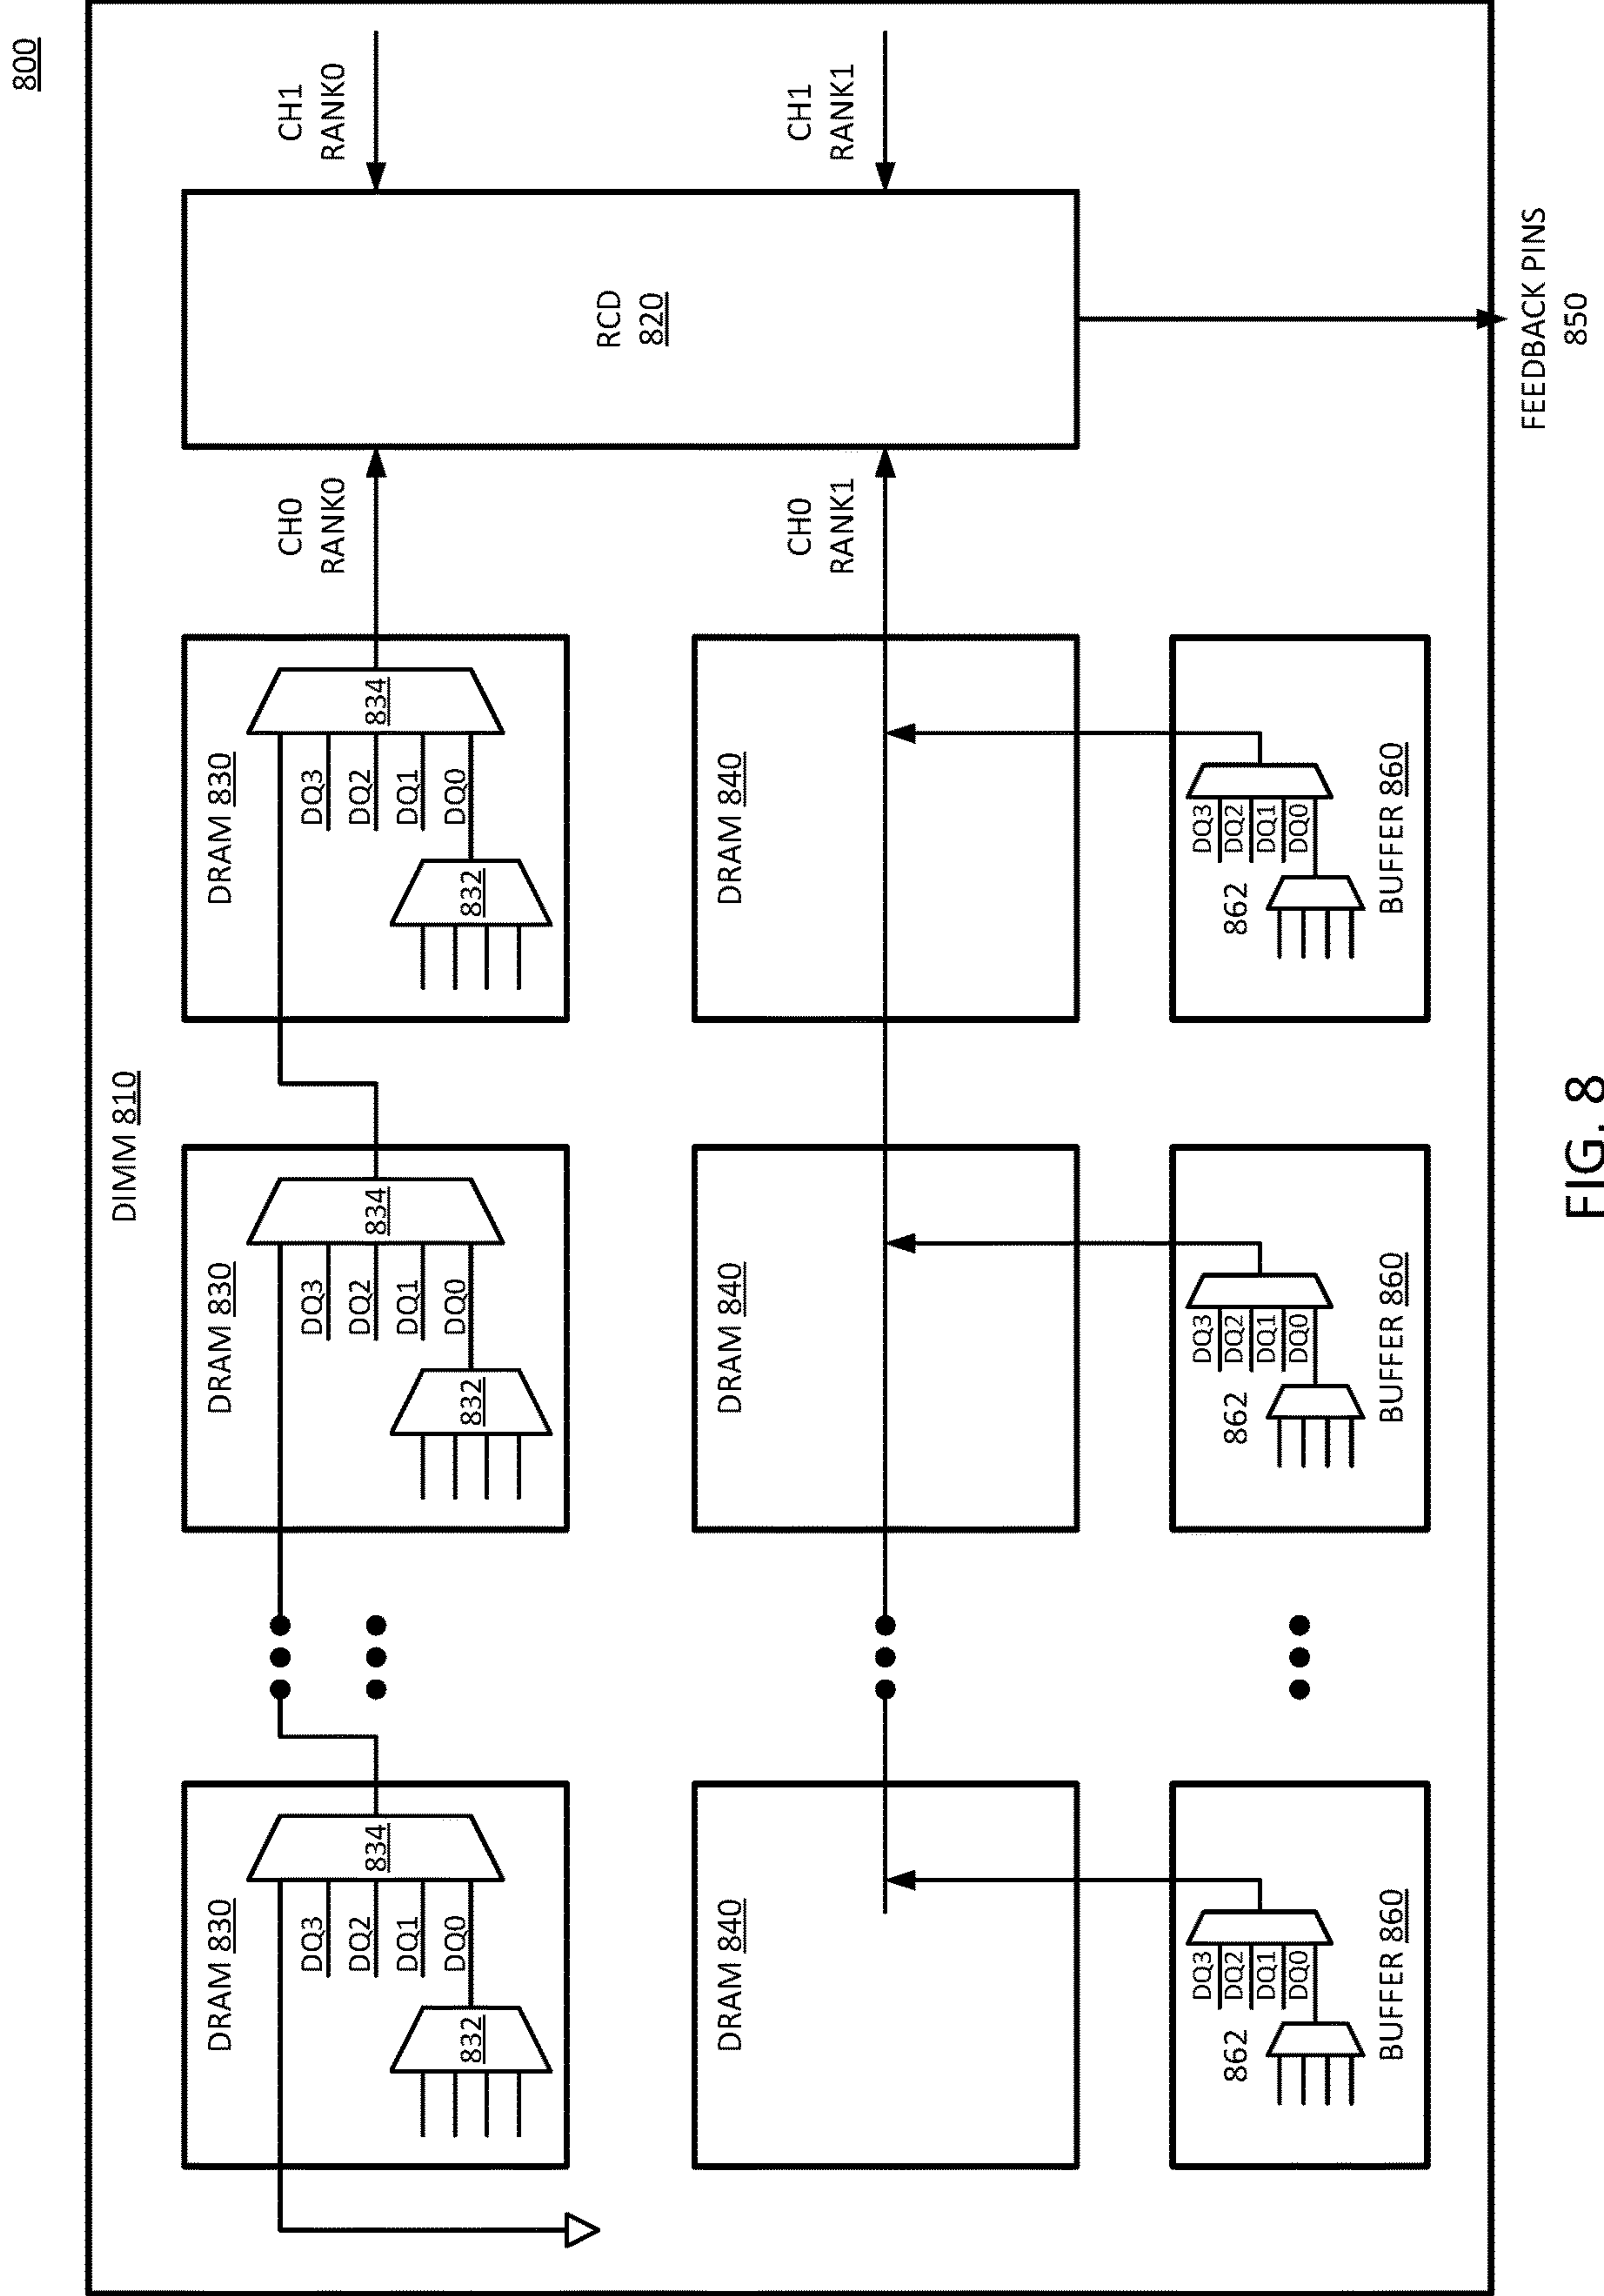 800
DIMM 810
DRAM 830
DQ3
DQ2
DQ1
DQ0
832
834
DRAM 830
DQ3
DQ2
DQ1
DQ0
832
834
DRAM 830
DQ3
DQ2
DQ1
DQ0
832
834
CH0
RANK0
CH1
RANK0
RCD
820
DRAM 840
DRAM 840
DRAM 840
CH0
RANK1
CH1
RANK1
DQ3
DQ2
DQ1
DQ0
862
BUFFER 860
DQ3
DQ2
DQ1
DQ0
862
BUFFER 860
DQ3
DQ2
DQ1
DQ0
862
BUFFER 860
FEEDBACK PINS
850
FIG. 8